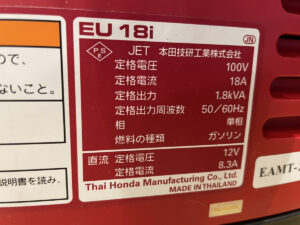 EU 18i
JN
PS
E
JET 本田技研工業株式会社
定格電圧 100V
定格電流 18A
定格出力 1.8kVA
定格出力周波数 50/60Hz
相 単相
燃料の種類 ガソリン
直流 定格電圧 12V
定格電流 8.3A
Thai Honda Manufacturing Co., Ltd.
MADE IN THAILAND
ので、
ないこと。
説明書を読み、
EAMT-